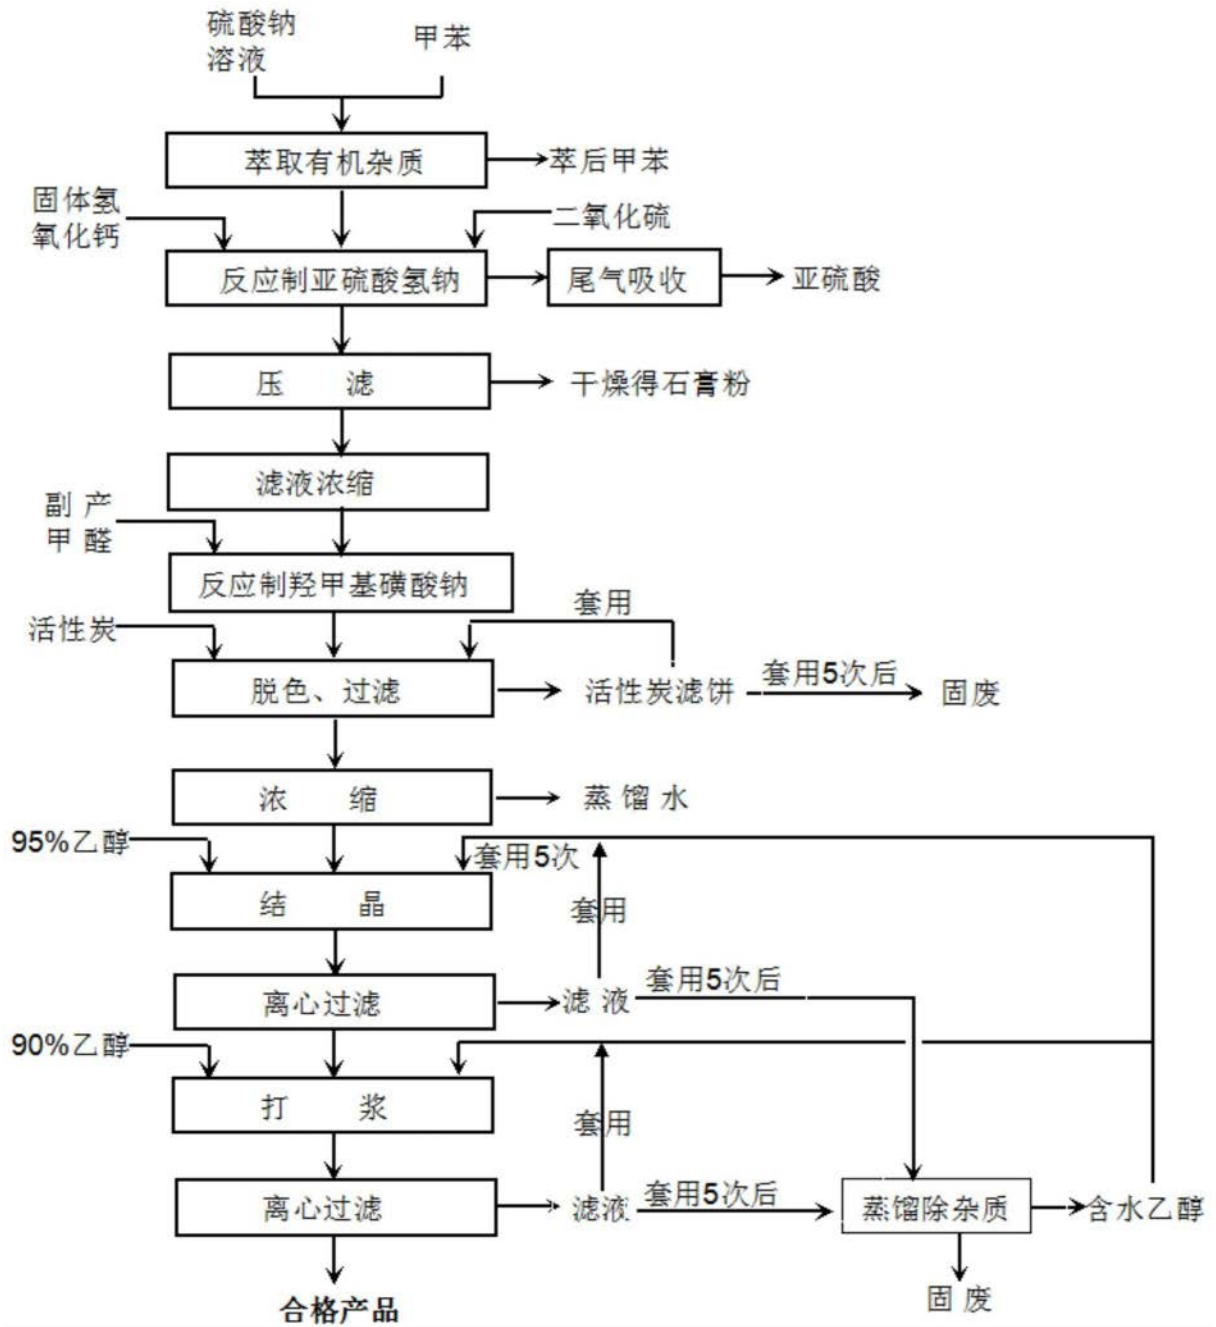 硫酸钠
溶液
甲苯
萃取有机杂质
萃后甲苯
固体氢
氧化钙
二氧化硫
反应制亚硫酸氢钠
尾气吸收
亚硫酸
压 滤
干燥得石膏粉
滤液浓缩
副 产
甲 醛
反应制羟甲基磺酸钠
套用
活性炭
脱色、过滤
活性炭滤饼
套用5次后
固废
浓 缩
蒸 馏 水
95%乙醇
套用5次
结 晶
套用
离心过滤
滤 液
套用5次后
90%乙醇
打 浆
套用
离心过滤
滤液
套用5次后
蒸馏除杂质
含水乙醇
合格产品
固 废